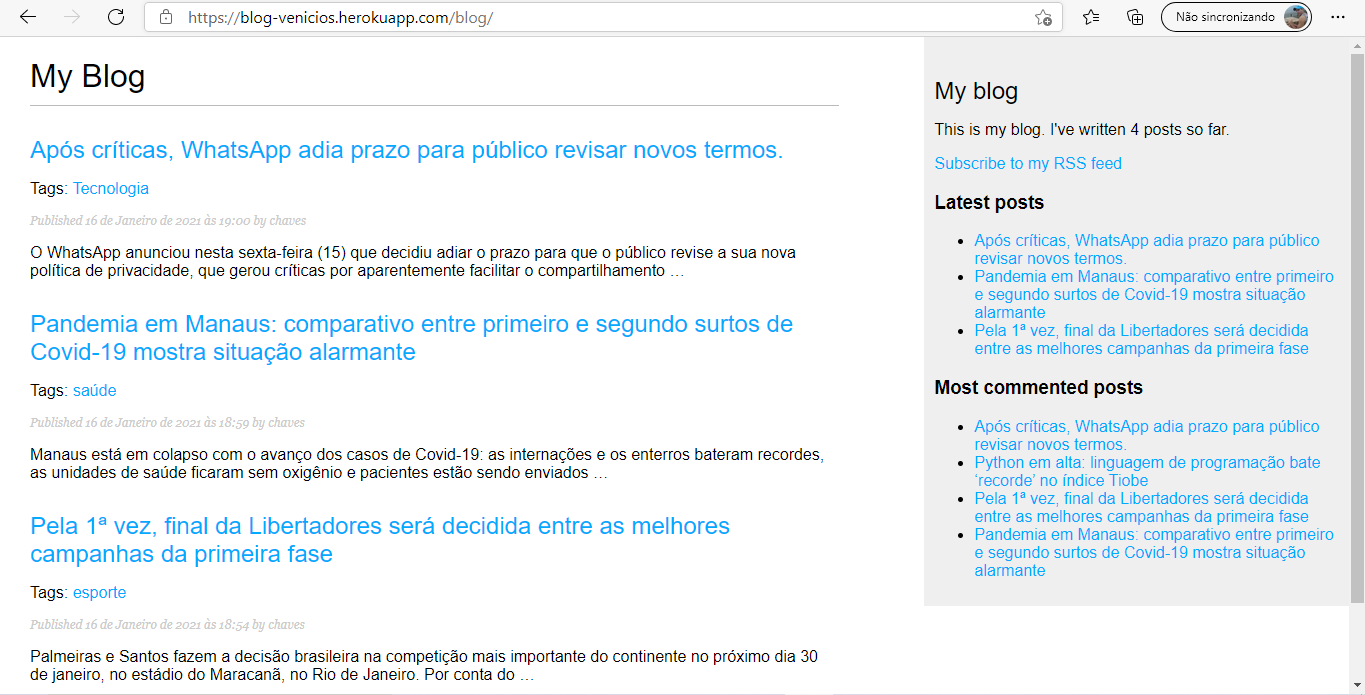 https://blog-venicios.herokuapp.com/blog/
Não sincronizando
My Blog
Após críticas, WhatsApp adia prazo para público revisar novos termos.
Tags: Tecnologia
Published 16 de Janeiro de 2021 às 19:00 by chaves
O WhatsApp anunciou nesta sexta-feira (15) que decidiu adiar o prazo para que o público revise a sua nova
política de privacidade, que gerou críticas por aparentemente facilitar o compartilhamento …
Pandemia em Manaus: comparativo entre primeiro e segundo surtos de
Covid-19 mostra situação alarmante
Tags: saúde
Published 16 de Janeiro de 2021 às 18:59 by chaves
Manaus está em colapso com o avanço dos casos de Covid-19: as internações e os enterros bateram recordes,
as unidades de saúde ficaram sem oxigênio e pacientes estão sendo enviados …
Pela 1ª vez, final da Libertadores será decidida entre as melhores
campanhas da primeira fase
Tags: esporte
Published 16 de Janeiro de 2021 às 18:54 by chaves
Palmeiras e Santos fazem a decisão brasileira na competição mais importante do continente no próximo dia 30
de janeiro, no estádio do Maracanã, no Rio de Janeiro. Por conta do …
My blog
This is my blog. I've written 4 posts so far.
Subscribe to my RSS feed
Latest posts
Após críticas, WhatsApp adia prazo para público
revisar novos termos.
Pandemia em Manaus: comparativo entre primeiro
e segundo surtos de Covid-19 mostra situação
alarmante
Pela 1ª vez, final da Libertadores será decidida
entre as melhores campanhas da primeira fase
Most commented posts
Após críticas, WhatsApp adia prazo para público
revisar novos termos.
Python em alta: linguagem de programação bate
‘recorde’ no índice Tiobe
Pela 1ª vez, final da Libertadores será decidida
entre as melhores campanhas da primeira fase
Pandemia em Manaus: comparativo entre primeiro
e segundo surtos de Covid-19 mostra situação
alarmante